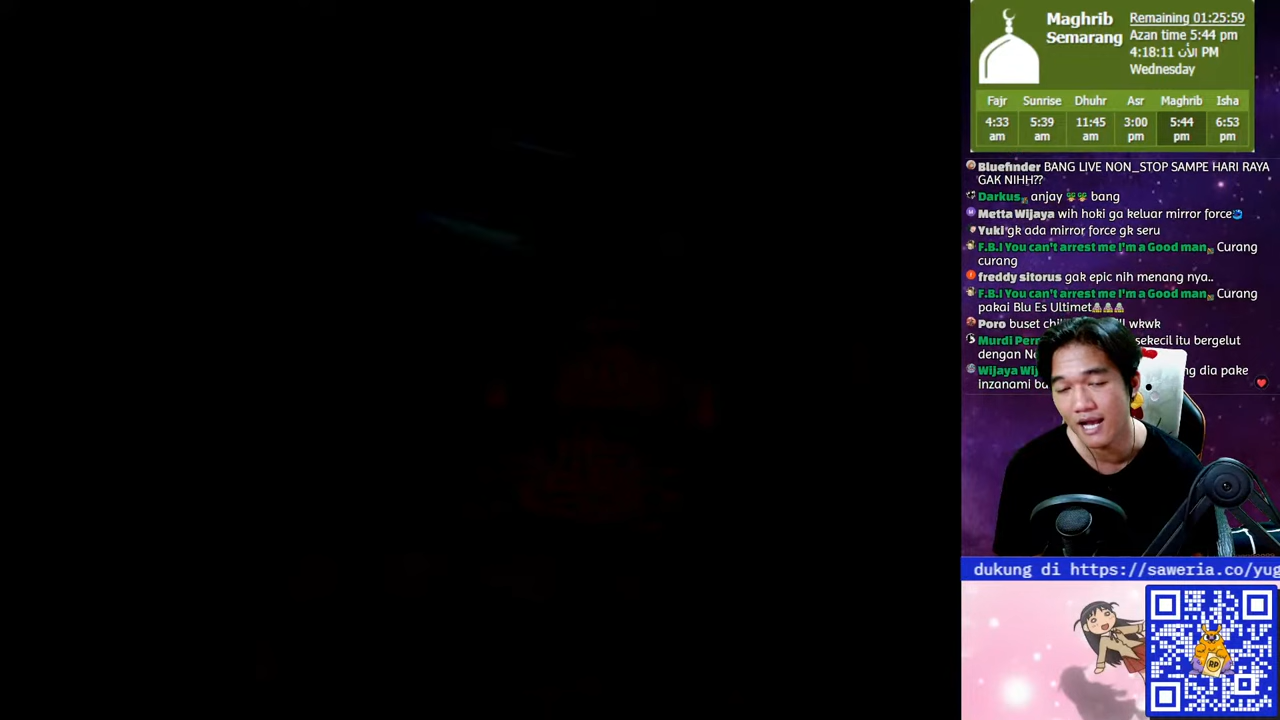 Maghrib
Semarang
Remaining 01:25:59
Azan time 5:44 pm
4:18:11 الأن PM
Wednesday
Fajr Sunrise Dhuhr Asr Maghrib Isha
4:33 5:39 11:45 3:00 5:44 6:53
am am am pm pm pm
Bluefinder BANG LIVE NON_STOP SAMPE HARI RAYA
GAK NIHH??
Darkus anjay bang
Metta Wijaya wih hoki ga keluar mirror force
Yuki gk ada mirror force gk seru
F.B.I You can't arrest me I'm a Good man Curang
curang
freddy sitorus gak epic nih menang nya..
F.B.I You can't arrest me I'm a Good man Curang
pakai Blu Es Ultimet
Poro buset wkwk
Murdi sekecil itu bergelut
dengan
Wijaya dia pake
inzanami
dukung di https://saweria.co/yug
RP